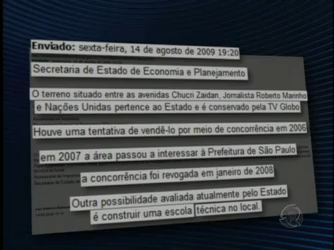 Enviado: sexta-feira, 14 de agosto de 2009 19:20
Secretaria de Estado de Economia e Planejamento
O terreno situado entre as avenidas Chucri Zaidan, Jornalista Roberto Marinho
e Nações Unidas pertence ao Estado e é conservado pela TV Globo
Houve uma tentativa de vendê-lo por meio de concorrência em 2006
em 2007 a área passou a interessar à Prefeitura de São Paulo
a concorrência foi revogada em janeiro de 2008
Outra possibilidade avaliada atualmente pelo Estado
é construir uma escola técnica no local.